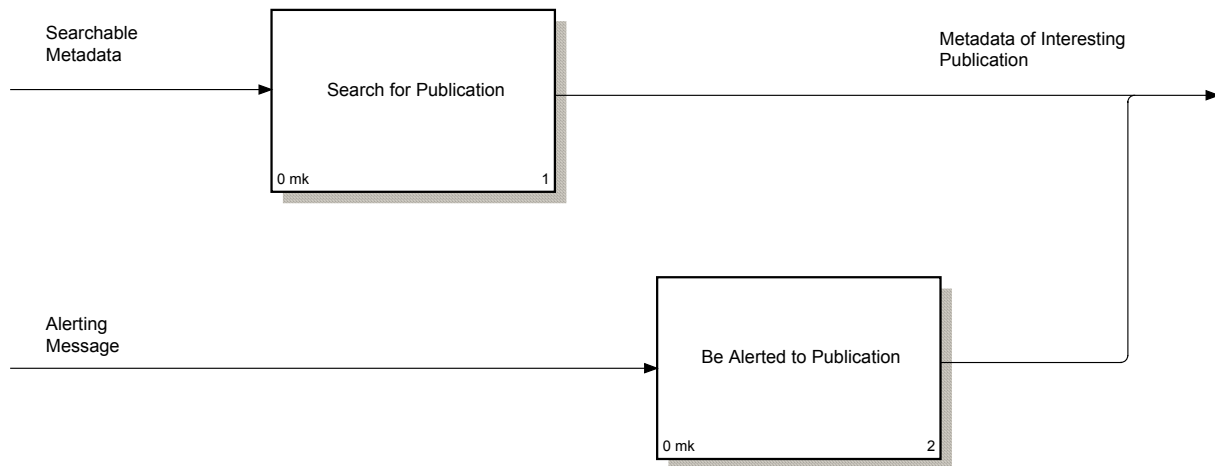 Searchable
Metadata
Metadata of Interesting
Publication
Search for Publication
0 mk
1
Alerting
Message
Be Alerted to Publication
0 mk
2